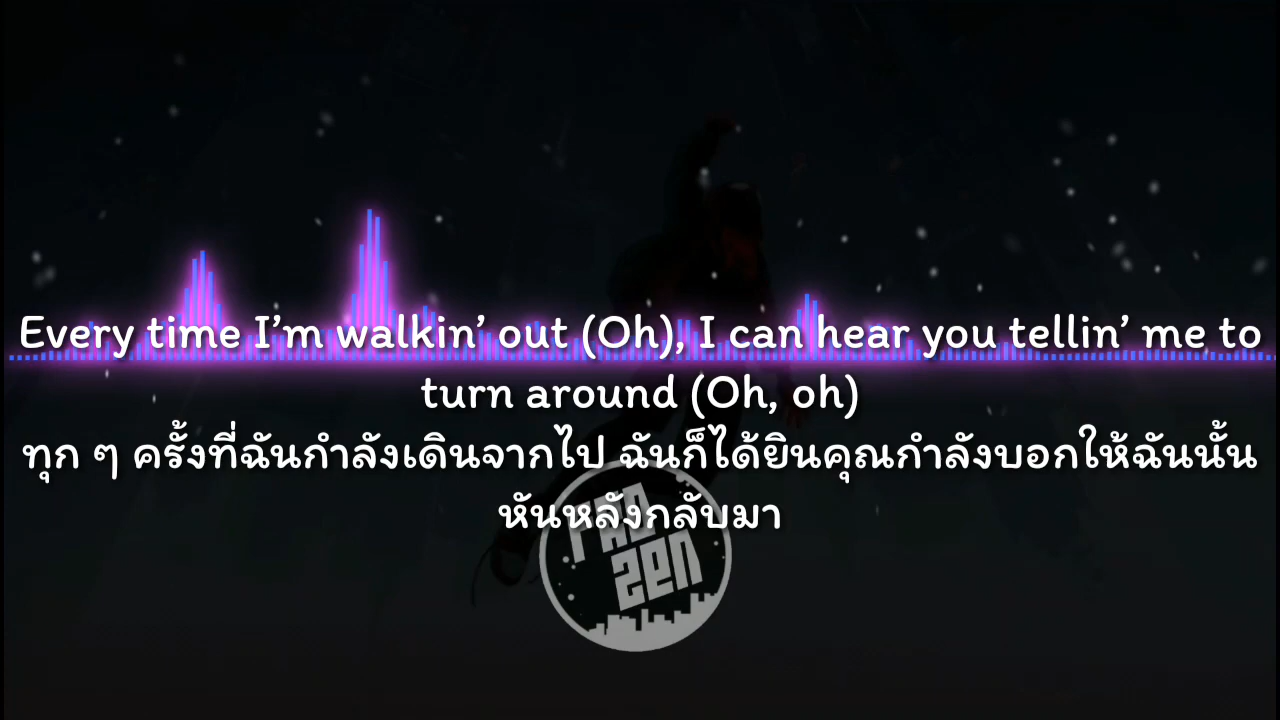 Every time I’m walkin’ out (Oh), I can hear you tellin’ me to
turn around (Oh, oh)
ทุก ๆ ครั้งที่ฉันกำลังเดินจากไป ฉันก็ได้ยินคุณกำลังบอกให้ฉันนั้น
หันหลังกลับมา
FRO
ZEN